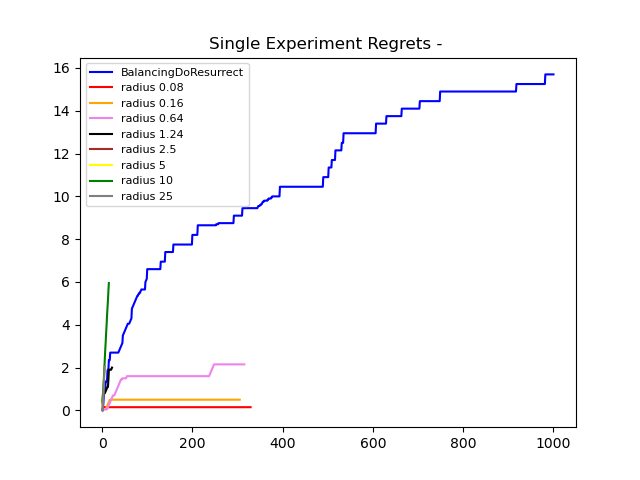 Single Experiment Regrets -
16
14
12
10
8
6
4
2
0
BalancingDoResurrect
radius 0.08
radius 0.16
radius 0.64
radius 1.24
radius 2.5
radius 5
radius 10
radius 25
0 200 400 600 800 1000